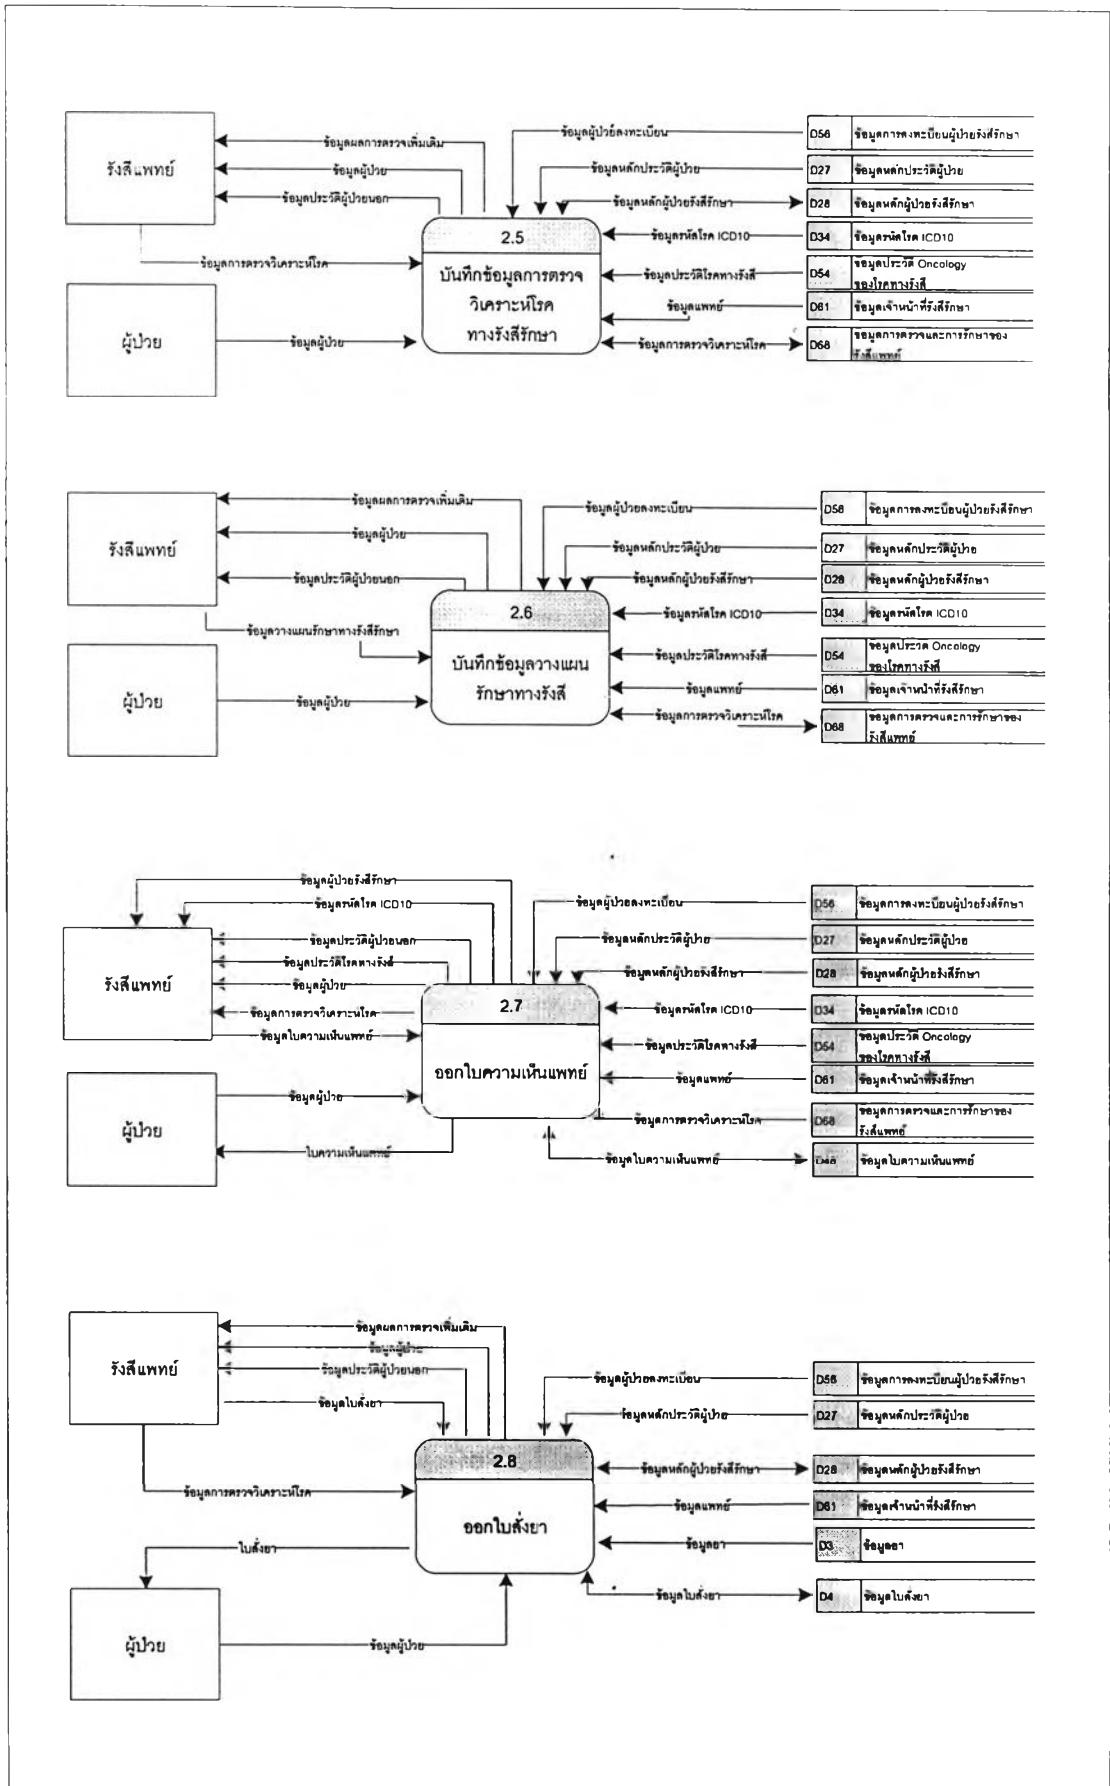 รังสีแพทย์
ข้อมูลผลการตรวจเพิ่มเติม
ข้อมูลผู้ป่วย
ข้อมูลประวัติผู้ป่วยนอก
ข้อมูลการตรวจวิเคราะห์โรค
ผู้ป่วย
ข้อมูลผู้ป่วย
2.5
บันทึกข้อมูลการตรวจ
วิเคราะห์โรค
ทางรังสีรักษา
ข้อมูลผู้ป่วยลงทะเบียน
D56 ข้อมูลการลงทะเบียนผู้ป่วยรังสีรักษา
ข้อมูลหลักประวัติผู้ป่วย
D27 ข้อมูลหลักประวัติผู้ป่วย
ข้อมูลหลักผู้ป่วยรังสีรักษา
D28 ข้อมูลหลักผู้ป่วยรังสีรักษา
ข้อมูลรหัสโรค ICD10
D34 ข้อมูลรหัสโรค ICD10
ข้อมูลประวัติโรคทางรังสี
D54 ข้อมูลประวัติ Oncology
ของโรคทางรังสี
ข้อมูลแพทย์
D61 ข้อมูลเจ้าหน้าที่รังสีรักษา
ข้อมูลการตรวจวิเคราะห์โรค
D68 ข้อมูลการตรวจและการรักษาของ
รังสีแพทย์
รังสีแพทย์
ข้อมูลผลการตรวจเพิ่มเติม
ข้อมูลผู้ป่วย
ข้อมูลประวัติผู้ป่วยนอก
ข้อมูลวางแผนรักษาทางรังสีรักษา
ผู้ป่วย
ข้อมูลผู้ป่วย
2.6
บันทึกข้อมูลวางแผน
รักษาทางรังสี
ข้อมูลผู้ป่วยลงทะเบียน
D56 ข้อมูลการลงทะเบียนผู้ป่วยรังสีรักษา
ข้อมูลหลักประวัติผู้ป่วย
D27 ข้อมูลหลักประวัติผู้ป่วย
ข้อมูลหลักผู้ป่วยรังสีรักษา
D28 ข้อมูลหลักผู้ป่วยรังสีรักษา
ข้อมูลรหัสโรค ICD10
D34 ข้อมูลรหัสโรค ICD10
ข้อมูลประวัติโรคทางรังสี
D54 ข้อมูลประวัติ Oncology
ของโรคทางรังสี
ข้อมูลแพทย์
D61 ข้อมูลเจ้าหน้าที่รังสีรักษา
ข้อมูลการตรวจวิเคราะห์โรค
D68 ข้อมูลการตรวจและการรักษาของ
รังสีแพทย์
ข้อมูลผู้ป่วยรังสีรักษา
ข้อมูลรหัสโรค ICD10
รังสีแพทย์
ข้อมูลประวัติผู้ป่วยนอก
ข้อมูลประวัติโรคทางรังสี
ข้อมูลผู้ป่วย
ข้อมูลการตรวจวิเคราะห์โรค
ข้อมูลใบความเห็นแพทย์
ผู้ป่วย
ข้อมูลผู้ป่วย
ใบความเห็นแพทย์
2.7
ออกใบความเห็นแพทย์
ข้อมูลผู้ป่วยลงทะเบียน
D56 ข้อมูลการลงทะเบียนผู้ป่วยรังสีรักษา
ข้อมูลหลักประวัติผู้ป่วย
D27 ข้อมูลหลักประวัติผู้ป่วย
ข้อมูลหลักผู้ป่วยรังสีรักษา
D28 ข้อมูลหลักผู้ป่วยรังสีรักษา
ข้อมูลรหัสโรค ICD10
D34 ข้อมูลรหัสโรค ICD10
ข้อมูลประวัติโรคทางรังสี
D54 ข้อมูลประวัติ Oncology
ของโรคทางรังสี
ข้อมูลแพทย์
D61 ข้อมูลเจ้าหน้าที่รังสีรักษา
ข้อมูลการตรวจวิเคราะห์โรค
D68 ข้อมูลการตรวจและการรักษาของ
รังสีแพทย์
ข้อมูลใบความเห็นแพทย์
ข้อมูลใบความเห็นแพทย์
รังสีแพทย์
ข้อมูลผลการตรวจเพิ่มเติม
ข้อมูลผู้ป่วย
ข้อมูลประวัติผู้ป่วยนอก
ข้อมูลใบสั่งยา
ข้อมูลการตรวจวิเคราะห์โรค
ใบสั่งยา
ผู้ป่วย
ข้อมูลผู้ป่วย
2.8
ออกใบสั่งยา
ข้อมูลผู้ป่วยลงทะเบียน
D56 ข้อมูลการลงทะเบียนผู้ป่วยรังสีรักษา
ข้อมูลหลักประวัติผู้ป่วย
D27 ข้อมูลหลักประวัติผู้ป่วย
ข้อมูลหลักผู้ป่วยรังสีรักษา
D28 ข้อมูลหลักผู้ป่วยรังสีรักษา
ข้อมูลแพทย์
D61 ข้อมูลเจ้าหน้าที่รังสีรักษา
ข้อมูลยา
D3 ข้อมูลยา
ข้อมูลใบสั่งยา
D4 ข้อมูลใบสั่งยา